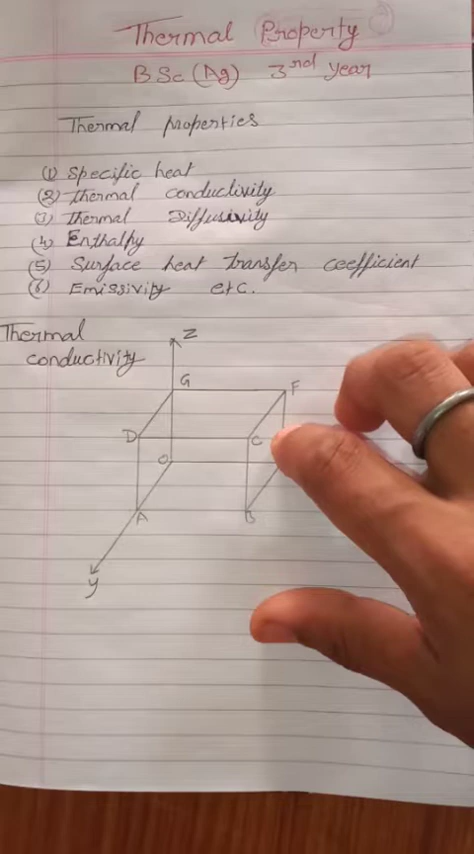 Thermal Property
BSc (Ag) 3rd year
Thermal properties
(1) Specific heat
(2) Thermal conductivity
(3) Thermal Diffusivity
(4) Enthalpy
(5) Surface heat transfer coefficient
(6) Emissivity etc.
Thermal
conductivity
Z
G
F
D
C
O
A
B
y